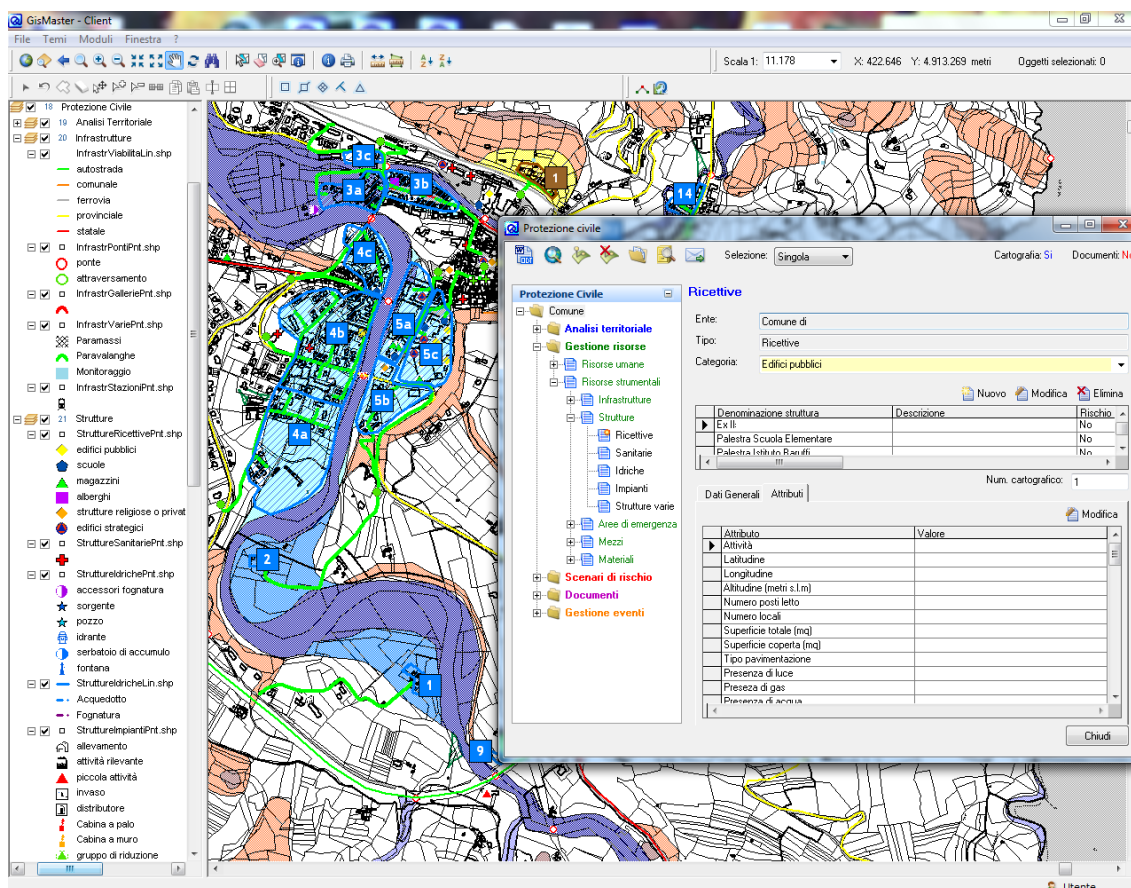 GisMaster - Client
File Temi Moduli Finestra ?
Scala 1: 11.178 X: 422.646 Y: 4.913.269 metri Oggetti selezionati: 0
18 Protezione Civile
19 Analisi Territoriale
20 Infrastrutture
InfrastrViabilitaLin.shp
autostrada
comunale
ferrovia
provinciale
statale
InfrastrPontiPnt.shp
ponte
attraversamento
InfrastrGalleriePnt.shp
InfrastrVariePnt.shp
Paramassi
Paravalanghe
Monitoraggio
InfrastrStazioniPnt.shp
21 Strutture
StruttureRicettivePnt.shp
edifici pubblici
scuole
magazzini
alberghi
strutture religiose o privat
edifici strategici
StruttureSanitariePnt.shp
StruttureIdrichePnt.shp
accessori fognatura
sorgente
pozzo
idrante
serbatoio di accumulo
fontana
StruttureIdricheLin.shp
Acquedotto
Fognatura
StruttureImpiantiPnt.shp
allevamento
attività rilevante
piccola attività
invaso
distributore
Cabina a palo
Cabina a muro
gruppo di riduzione
3c
3a
3b
1
14
4c
4b
5a
5c
5b
4a
2
1
9
Protezione civile
Selezione: Singola Cartografia: Si Documenti: No
Protezione Civile
Comune
Analisi territoriale
Gestione risorse
Risorse umane
Risorse strumentali
Infrastrutture
Strutture
Ricettive
Sanitarie
Idriche
Impianti
Strutture varie
Aree di emergenza
Mezzi
Materiali
Scenari di rischio
Documenti
Gestione eventi
Ricettive
Ente: Comune di
Tipo: Ricettive
Categoria: Edifici pubblici
Nuovo Modifica Elimina
Denominazione struttura Descrizione Rischio
Ex Il: No
Palestra Scuola Elementare No
Palestra Istituto Baruffi No
Num. cartografico: 1
Dati Generali Attributi
Modifica
Attributo Valore
Attività
Latitudine
Longitudine
Altitudine (metri s.l.m)
Numero posti letto
Numero locali
Superficie totale (mq)
Superficie coperta (mq)
Tipo pavimentazione
Presenza di luce
Preseza di gas
Presenza di acqua
Chiudi
Utente